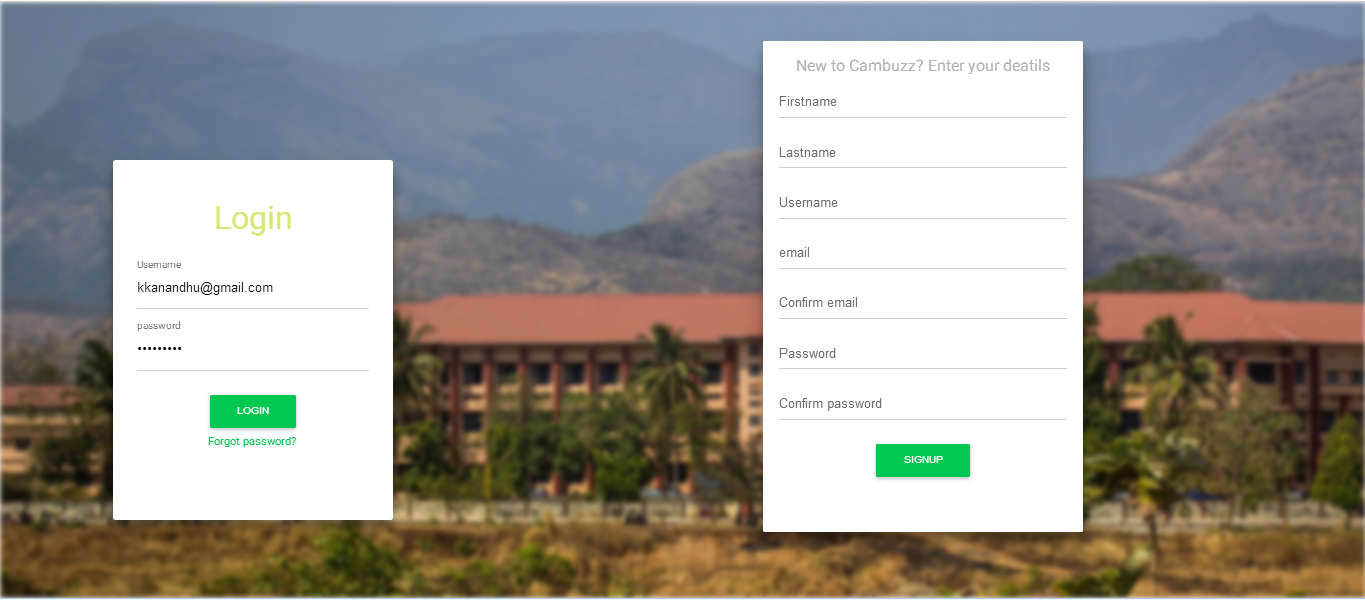 Login
Username
kkanandhu@gmail.com
password
•••••••••
LOGIN
Forgot password?
New to Cambuzz? Enter your deatils
Firstname
Lastname
Username
email
Confirm email
Password
Confirm password
SIGNUP